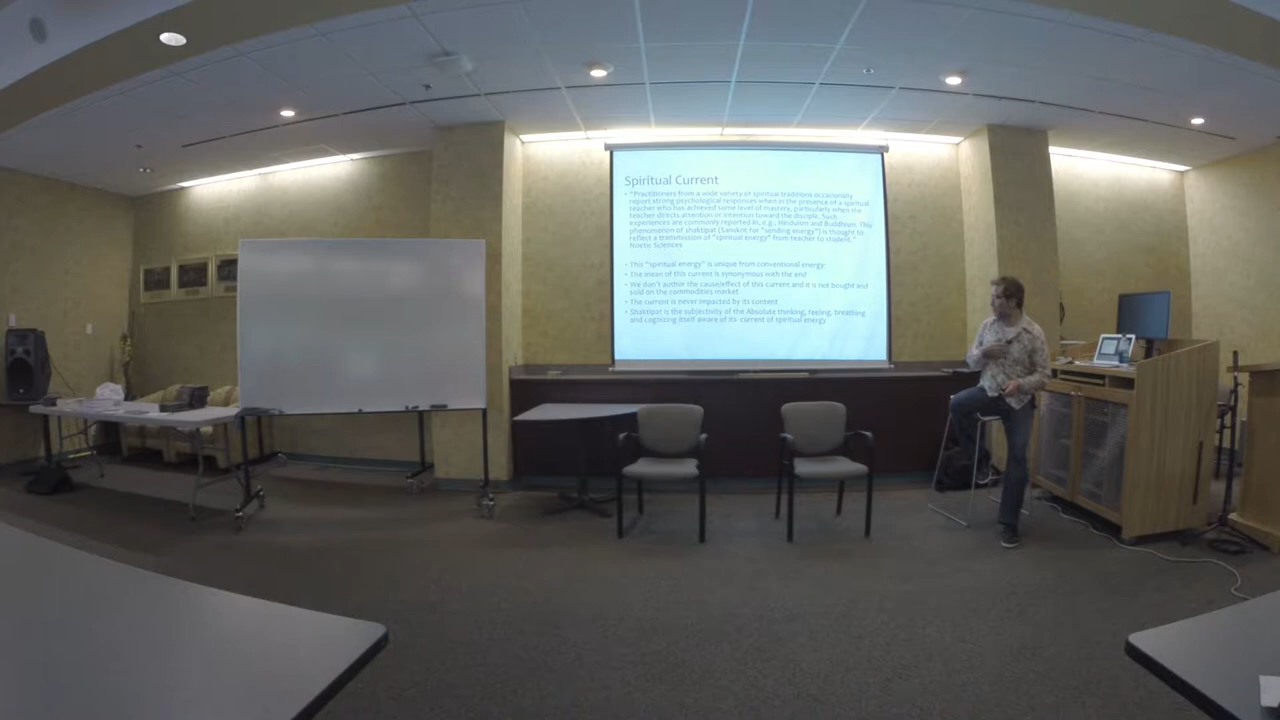 Spiritual Current
• "Practitioners from a wide variety of spiritual traditions occasionally
report strong psychological responses when in the presence of a spiritual
teacher who has achieved some level of mastery, particularly when the
teacher directs attention or intention toward the disciple. Such
experiences are commonly reported in, e.g., Hinduism and Buddhism. This
phenomenon of shaktipat (Sanskrit for "sending energy") is thought to
reflect a transmission of "spiritual energy" from teacher to student."
Noetic Sciences
• This "spiritual energy" is unique from conventional energy:
• The mean of this current is synonymous with the end
• We don't author the cause/effect of this current and it is not bought and
sold on the commodities market
• The current is never impacted by its content
• Shaktipat is the subjectivity of the Absolute thinking, feeling, breathing
and cognizing itself aware of its current of spiritual energy